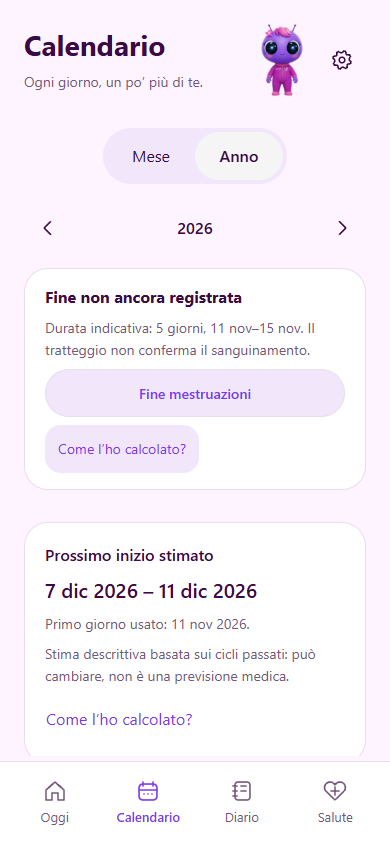 Calendario
Ogni giorno, un po’ più di te.
Mese
Anno
2026
Fine non ancora registrata
Durata indicativa: 5 giorni, 11 nov–15 nov. Il
tratteggio non conferma il sanguinamento.
Fine mestruazioni
Come l’ho calcolato?
Prossimo inizio stimato
7 dic 2026 – 11 dic 2026
Primo giorno usato: 11 nov 2026.
Stima descrittiva basata sui cicli passati: può
cambiare, non è una previsione medica.
Come l’ho calcolato?
Oggi
Calendario
Diario
Salute